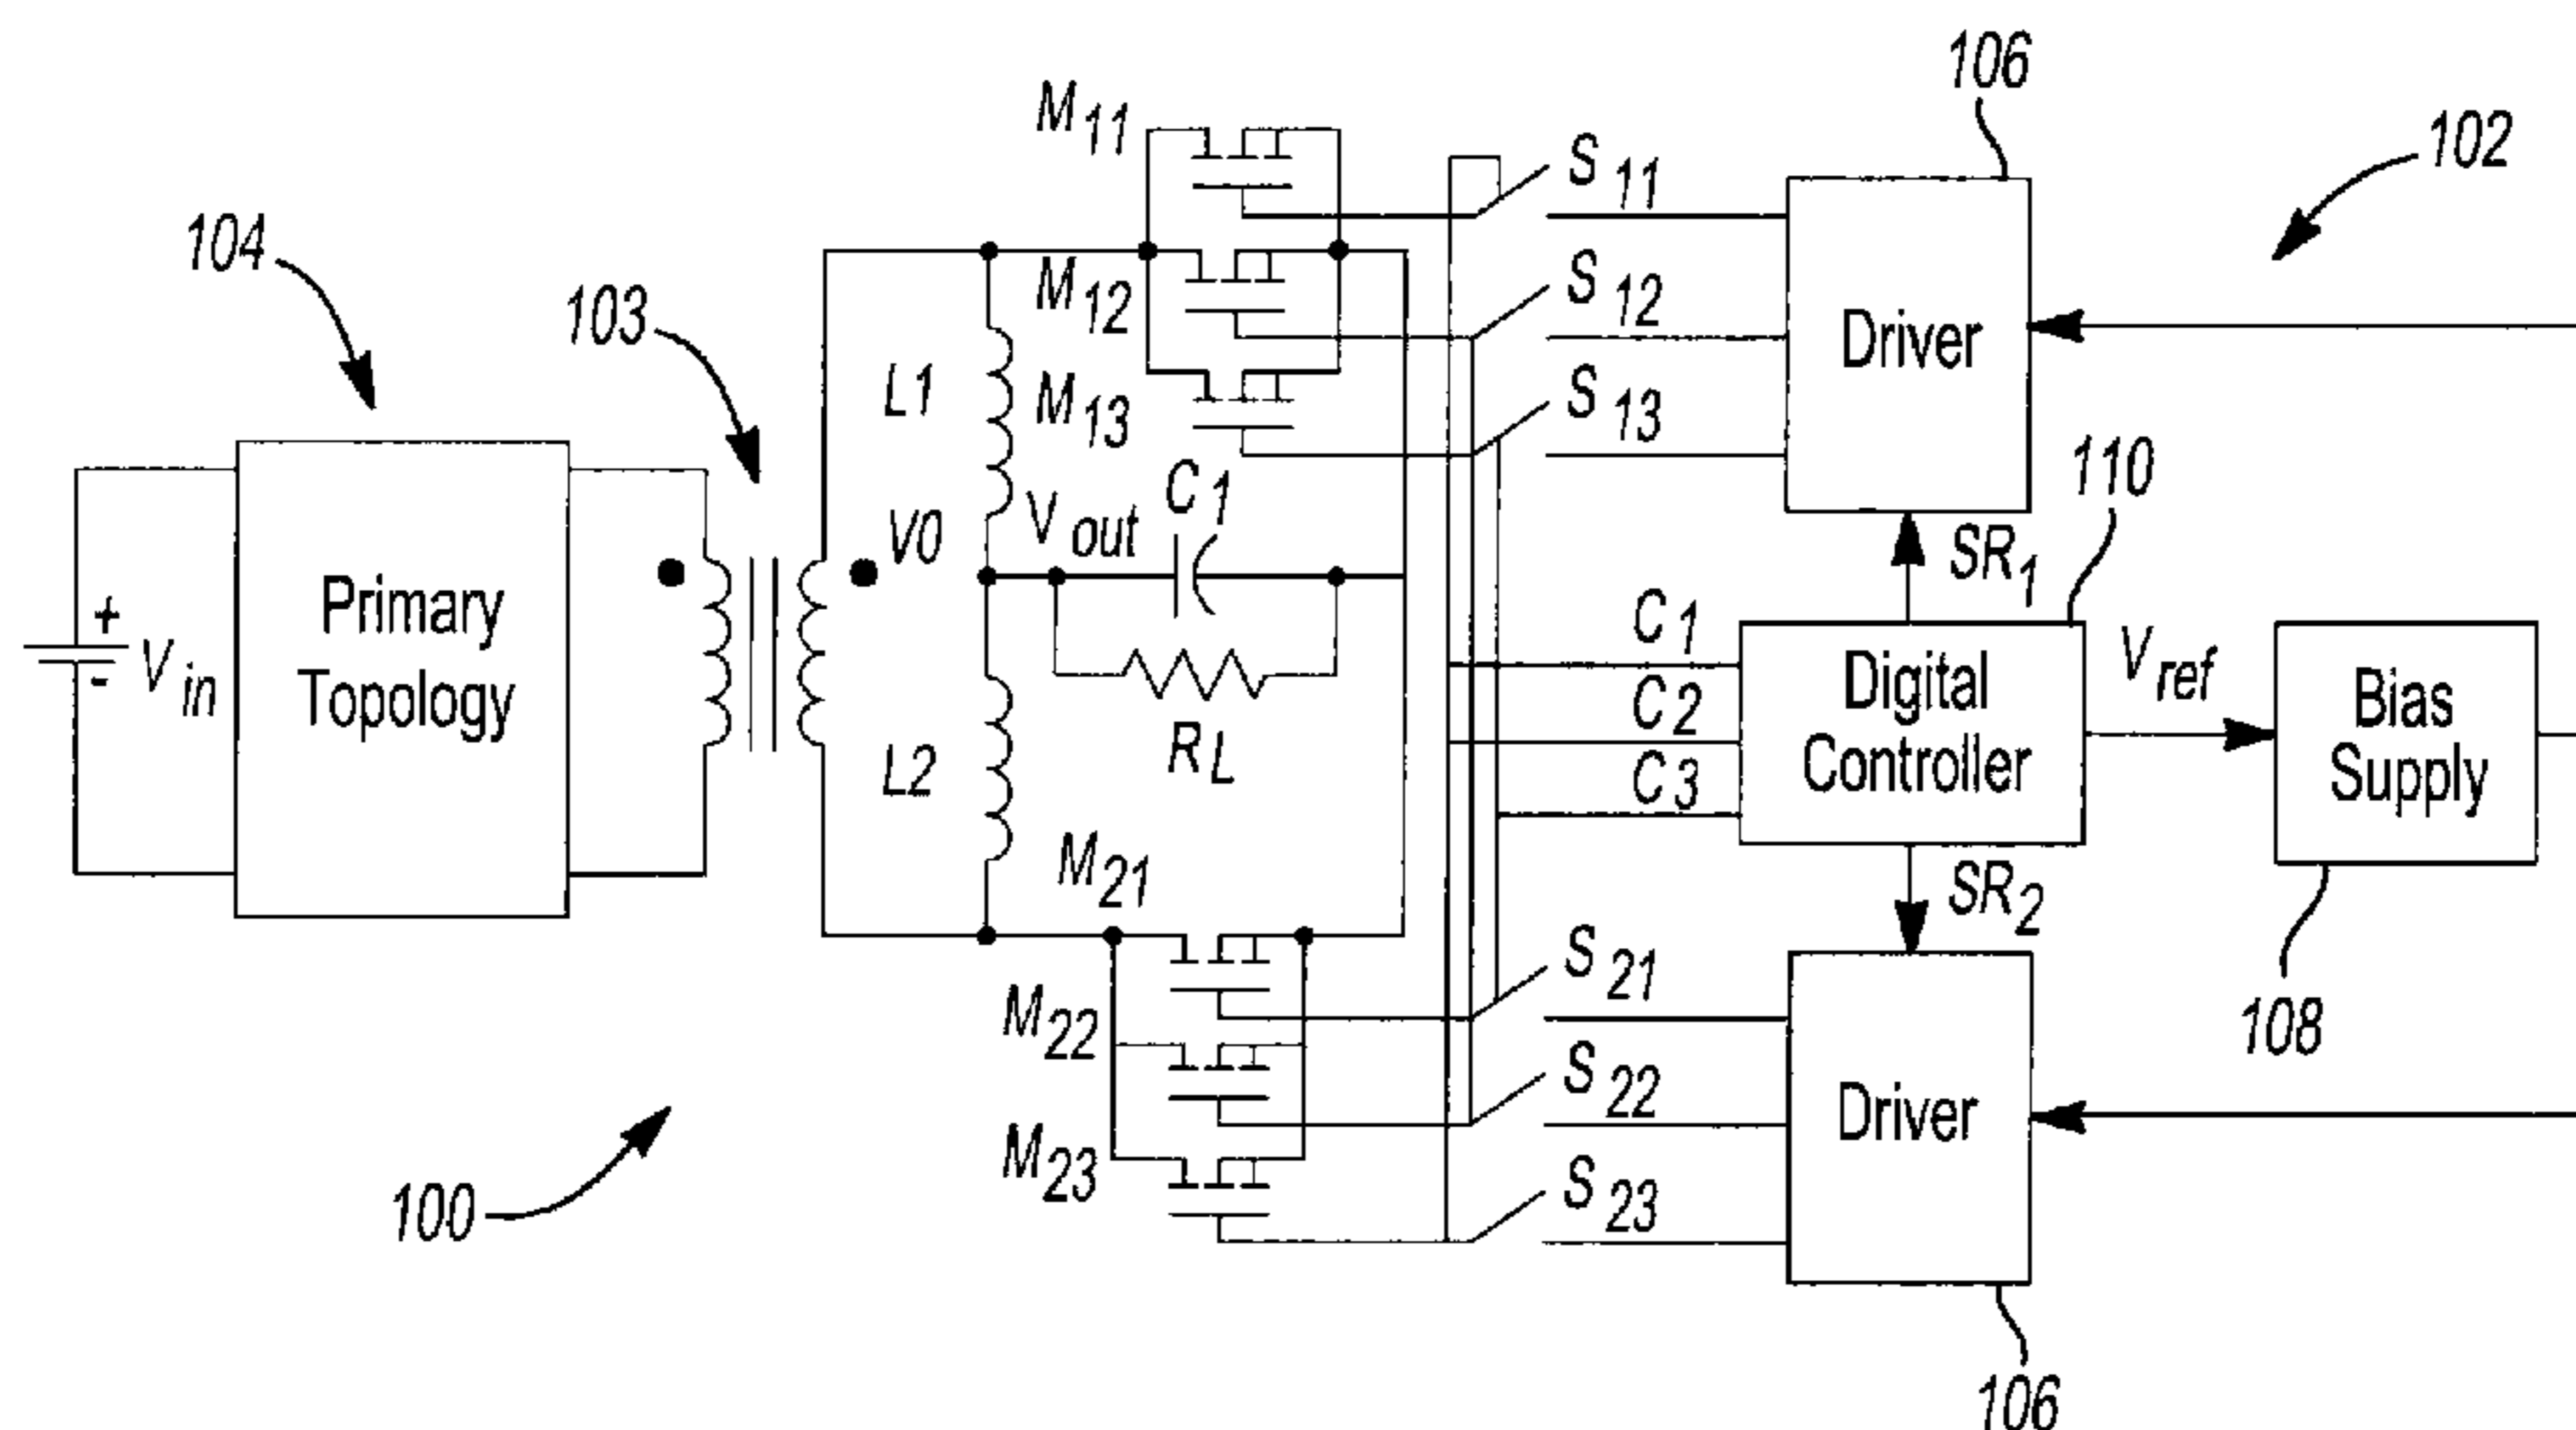 106
M11
S11
102
104
M12
S12
103
Driver
L1
M13
S13
110
C1
V0
Vout
SR1
+
Primary
Topology
Vin
-
C1
Digital
Controller
Vref
Bias
Supply
C2
RL
L2
C3
M21
SR2
S21
M22
108
S22
Driver
M23
S23
100
106